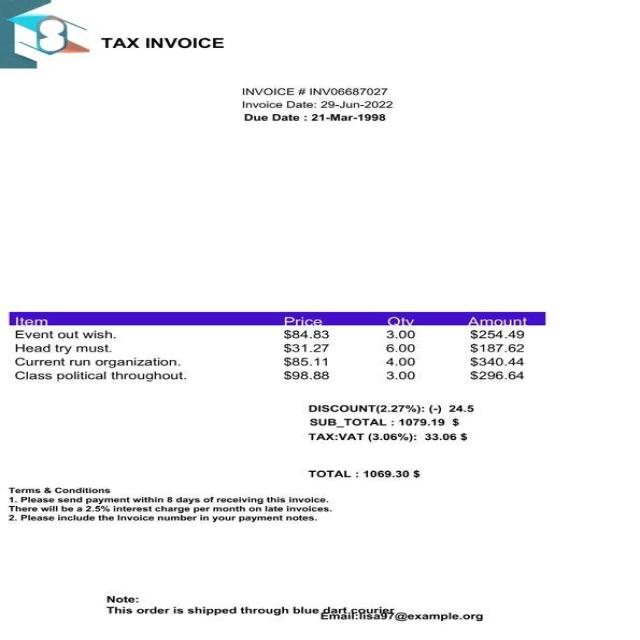 8
TAX INVOICE
INVOICE # INV06687027
Invoice Date: 29-Jun-2022
Due Date : 21-Mar-1998
Item Price Qty Amount
Event out wish. $84.83 3.00 $254.49
Head try must. $31.27 6.00 $187.62
Current run organization. $85.11 4.00 $340.44
Class political throughout. $98.88 3.00 $296.64
DISCOUNT(2.27%): (-) 24.5
SUB_TOTAL : 1079.19 $
TAX:VAT (3.06%): 33.06 $
TOTAL : 1069.30 $
Terms & Conditions
1. Please send payment within 8 days of receiving this invoice.
There will be a 2.5% interest charge per month on late invoices.
2. Please include the Invoice number in your payment notes.
Note:
This order is shipped through blue dart courier
Email:lisa97@example.org